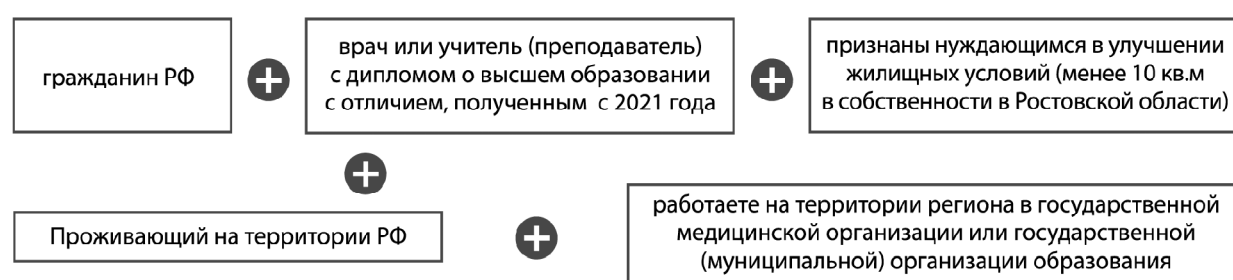 гражданин РФ
врач или учитель (преподаватель)
с дипломом о высшем образовании
с отличием, полученным с 2021 года
признаны нуждающимся в улучшении
жилищных условий (менее 10 кв.м
в собственности в Ростовской области)
Проживающий на территории РФ
работаете на территории региона в государственной
медицинской организации или государственной
(муниципальной) организации образования